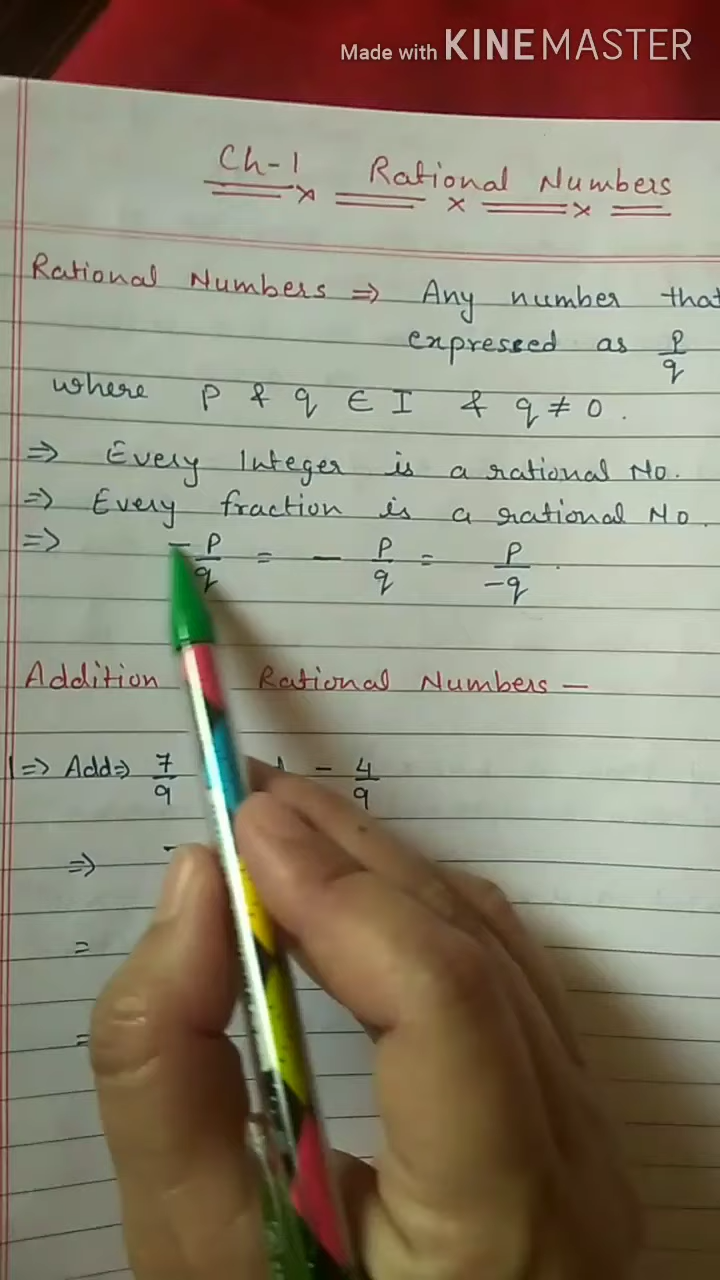 Made with KINEMASTER
Ch-1 Rational Numbers
Rational Numbers ⇒ Any number that
expressed as p/q
where p & q ∈ I & q ≠ 0.
⇒ Every Integer is a rational No.
⇒ Every fraction is a rational No.
⇒ -p/q = - p/q = p/-q.
Addition Rational Numbers —
1⇒ Add⇒ 7/9 - 4/9
⇒
=
=